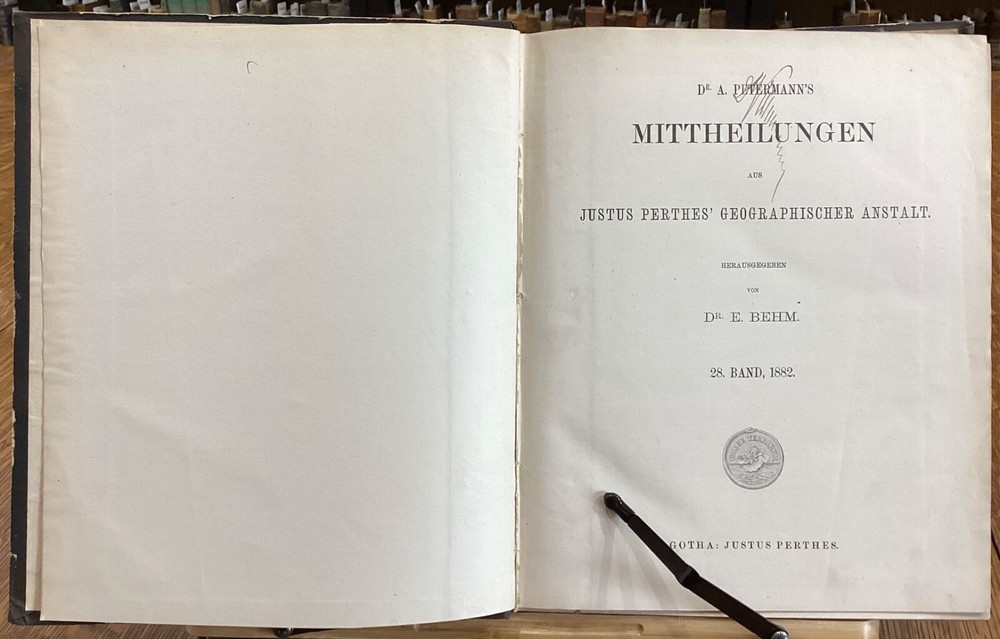 DR. A. PETERMANN'S
MITTHEILUNGEN
AUS
JUSTUS PERTHES' GEOGRAPHISCHER ANSTALT.
HERAUSGEGEBEN
VON
DR. E. BEHM.
28. BAND, 1882.
GOTHA: JUSTUS PERTHES.